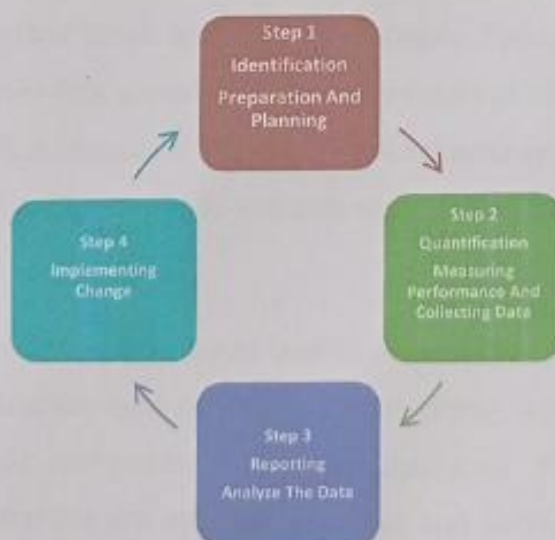 Step 1
Identification
Preparation And
Planning
Step 2
Quantification
Measuring
Performance And
Collecting Data
Step 3
Reporting
Analyze The Data
Step 4
Implementing
Change